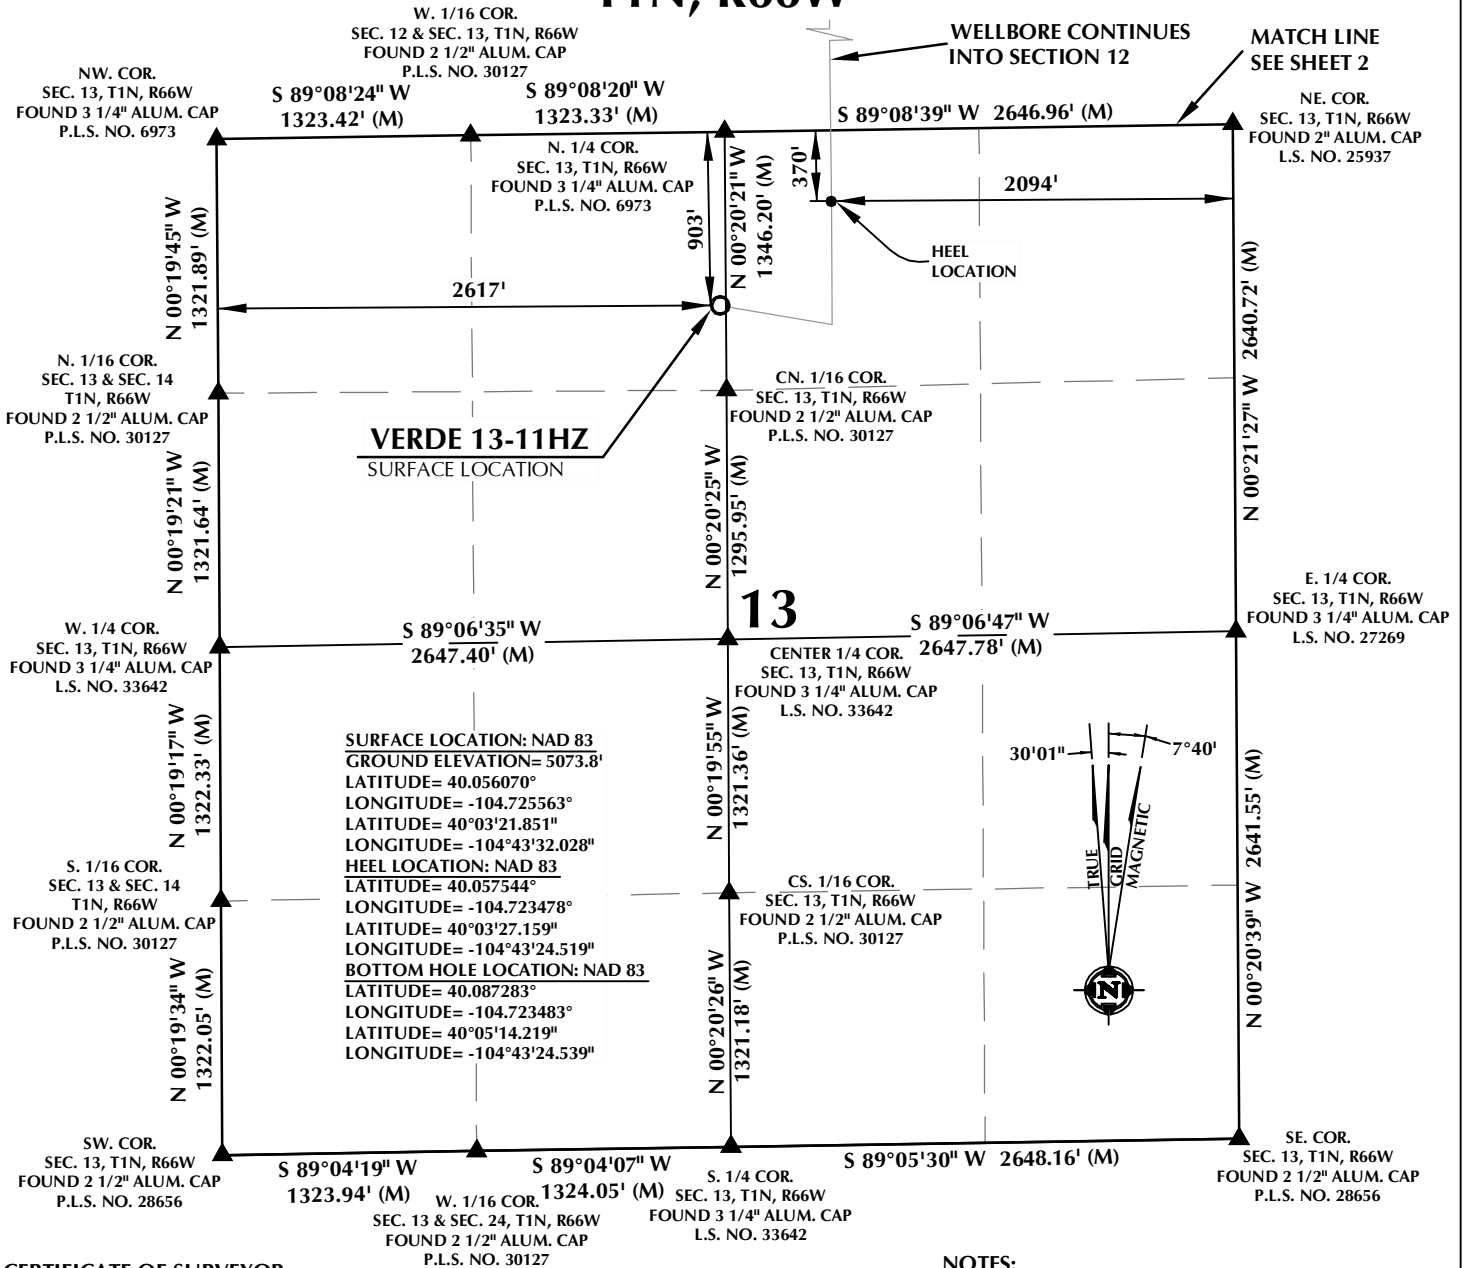 T1N, R66W
W. 1/16 COR.
SEC. 12 & SEC. 13, T1N, R66W
FOUND 2 1/2" ALUM. CAP
P.L.S. NO. 30127
WELLBORE CONTINUES
INTO SECTION 12
MATCH LINE
SEE SHEET 2
NW. COR.
SEC. 13, T1N, R66W
FOUND 3 1/4" ALUM. CAP
P.L.S. NO. 6973
S 89°08'24" W
1323.42' (M)
S 89°08'20" W
1323.33' (M)
S 89°08'39" W 2646.96' (M)
NE. COR.
SEC. 13, T1N, R66W
FOUND 2" ALUM. CAP
L.S. NO. 25937
N. 1/4 COR.
SEC. 13, T1N, R66W
FOUND 3 1/4" ALUM. CAP
P.L.S. NO. 6973
N 00°19'45" W
1321.89' (M)
903'
N 00°20'21" W
1346.20' (M)
370'
2094'
HEEL
LOCATION
2617'
N 00°21'27" W 2640.72' (M)
N. 1/16 COR.
SEC. 13 & SEC. 14
T1N, R66W
FOUND 2 1/2" ALUM. CAP
P.L.S. NO. 30127
CN. 1/16 COR.
SEC. 13, T1N, R66W
FOUND 2 1/2" ALUM. CAP
P.L.S. NO. 30127
VERDE 13-11HZ
SURFACE LOCATION
N 00°19'21" W
1321.64' (M)
N 00°20'25" W
1295.95' (M)
13
W. 1/4 COR.
SEC. 13, T1N, R66W
FOUND 3 1/4" ALUM. CAP
L.S. NO. 33642
S 89°06'35" W
2647.40' (M)
S 89°06'47" W
2647.78' (M)
E. 1/4 COR.
SEC. 13, T1N, R66W
FOUND 3 1/4" ALUM. CAP
L.S. NO. 27269
CENTER 1/4 COR.
SEC. 13, T1N, R66W
FOUND 3 1/4" ALUM. CAP
L.S. NO. 33642
N 00°19'17" W
1322.33' (M)
SURFACE LOCATION: NAD 83
GROUND ELEVATION= 5073.8'
LATITUDE= 40.056070°
LONGITUDE= -104.725563°
LATITUDE= 40°03'21.851"
LONGITUDE= -104°43'32.028"
HEEL LOCATION: NAD 83
LATITUDE= 40.057544°
LONGITUDE= -104.723478°
LATITUDE= 40°03'27.159"
LONGITUDE= -104°43'24.519"
BOTTOM HOLE LOCATION: NAD 83
LATITUDE= 40.087283°
LONGITUDE= -104.723483°
LATITUDE= 40°05'14.219"
LONGITUDE= -104°43'24.539"
N 00°19'55" W
1321.36' (M)
30'01"
7°40'
TRUE
GRID
MAGNETIC
N
N 00°20'39" W 2641.55' (M)
S. 1/16 COR.
SEC. 13 & SEC. 14
T1N, R66W
FOUND 2 1/2" ALUM. CAP
P.L.S. NO. 30127
CS. 1/16 COR.
SEC. 13, T1N, R66W
FOUND 2 1/2" ALUM. CAP
P.L.S. NO. 30127
N 00°19'34" W
1322.05' (M)
N 00°20'26" W
1321.18' (M)
SW. COR.
SEC. 13, T1N, R66W
FOUND 2 1/2" ALUM. CAP
P.L.S. NO. 28656
S 89°04'19" W
1323.94' (M)
S 89°04'07" W
1324.05' (M)
W. 1/16 COR.
SEC. 13 & SEC. 24, T1N, R66W
FOUND 2 1/2" ALUM. CAP
P.L.S. NO. 30127
S. 1/4 COR.
SEC. 13, T1N, R66W
FOUND 3 1/4" ALUM. CAP
L.S. NO. 33642
S 89°05'30" W 2648.16' (M)
SE. COR.
SEC. 13, T1N, R66W
FOUND 2 1/2" ALUM. CAP
P.L.S. NO. 28656
CERTIFICATE OF SURVEYOR
NOTES: